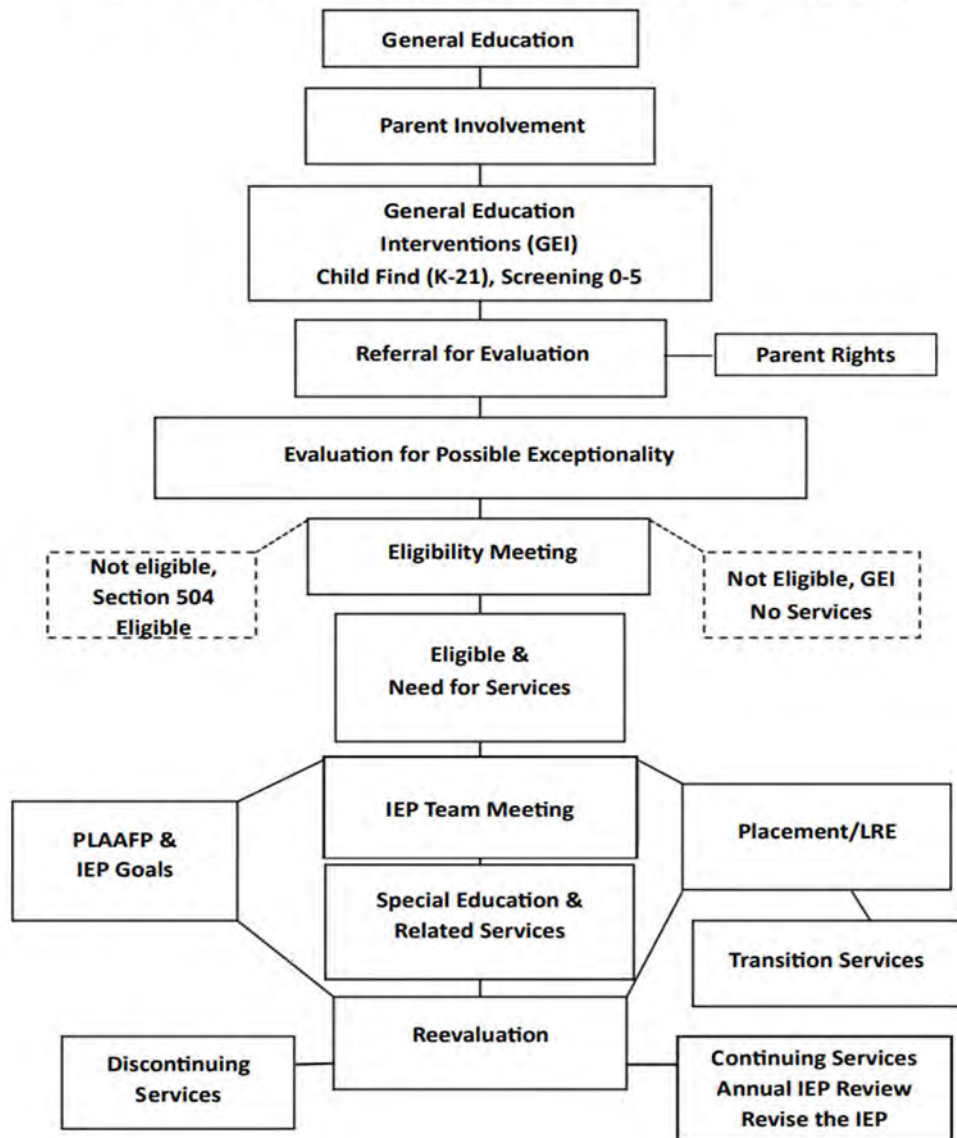 General Education
Parent Involvement
General Education
Interventions (GEI)
Child Find (K-21), Screening 0-5
Referral for Evaluation
Parent Rights
Evaluation for Possible Exceptionality
Eligibility Meeting
Not eligible,
Section 504
Eligible
Not Eligible, GEI
No Services
Eligible &
Need for Services
IEP Team Meeting
PLAAFP &
IEP Goals
Placement/LRE
Special Education &
Related Services
Transition Services
Reevaluation
Discontinuing
Services
Continuing Services
Annual IEP Review
Revise the IEP